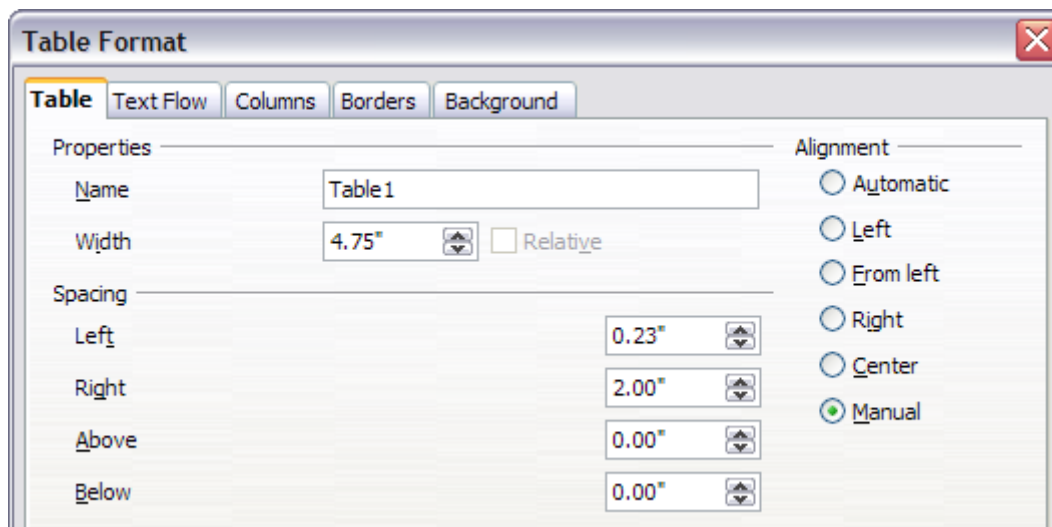 Table Format
Table Text Flow Columns Borders Background
Properties
Name Table1
Width 4.75" Relative
Spacing
Left 0.23"
Right 2.00"
Above 0.00"
Below 0.00"
Alignment
Automatic
Left
From left
Right
Center
Manual